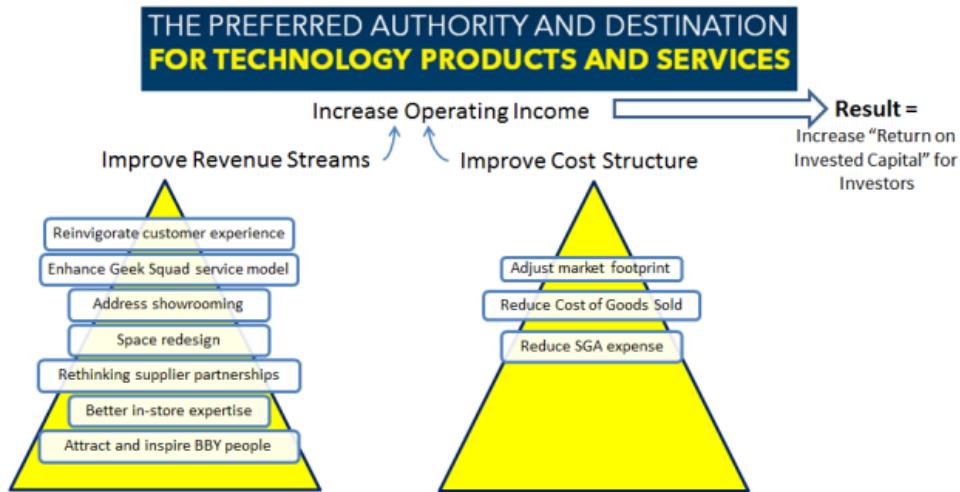 THE PREFERRED AUTHORITY AND DESTINATION
FOR TECHNOLOGY PRODUCTS AND SERVICES
Increase Operating Income
Result =
Increase “Return on
Invested Capital” for
Investors
Improve Revenue Streams
Reinvigorate customer experience
Enhance Geek Squad service model
Address showrooming
Space redesign
Rethinking supplier partnerships
Better in-store expertise
Attract and inspire BBY people
Improve Cost Structure
Adjust market footprint
Reduce Cost of Goods Sold
Reduce SGA expense